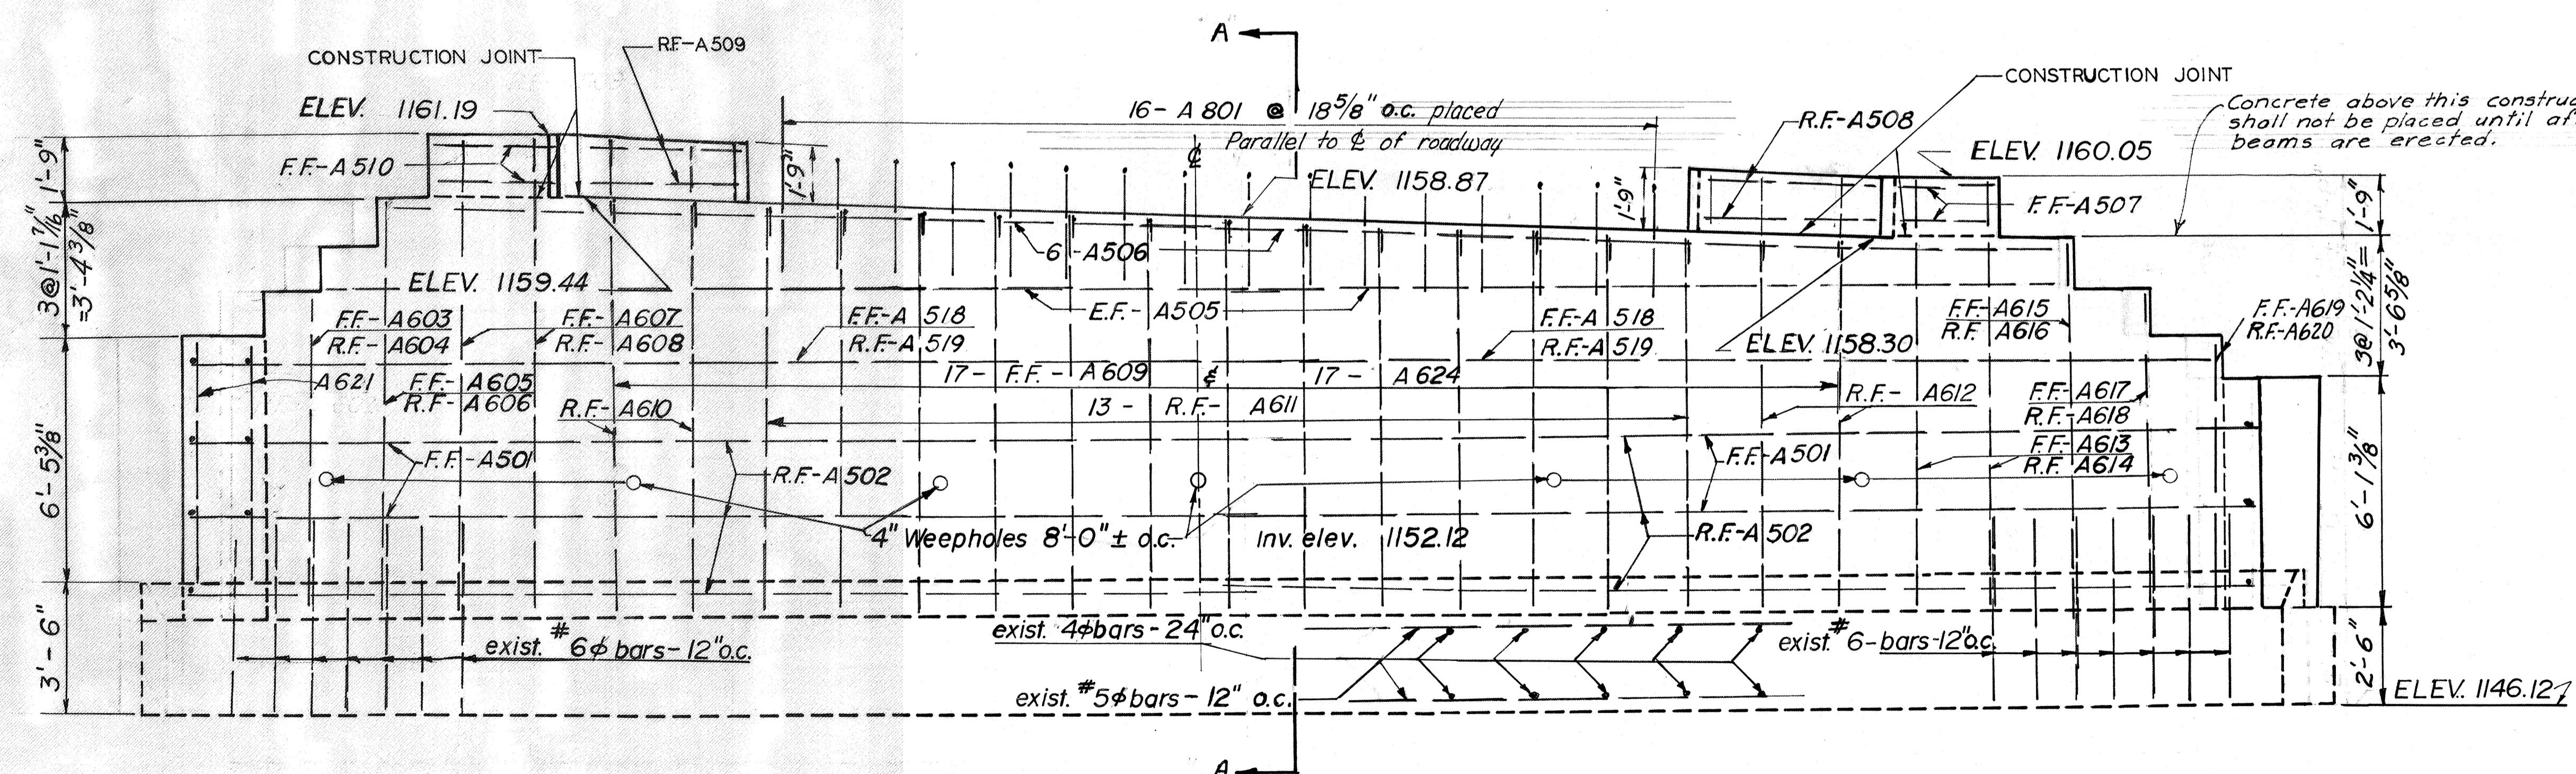 CONSTRUCTION JOINT
R.F.-A509
ELEV. 1161.19
F.F.-A510
1'-9"
3@1'-1 7/16"
=3'-4 3/8"
6'-5 3/8"
3'-6"
A
16-A801 @ 18 5/8" o.c. placed
Parallel to ℄ of roadway
℄
ELEV. 1158.87
1'-9"
6-A506
E.F.-A505
ELEV. 1159.44
F.F.-A603
R.F.-A604
F.F.-A607
R.F.-A608
F.F.-A518
R.F.-A519
F.F.-A518
R.F.-A519
A621
F.F.-A605
R.F.-A606
R.F.-A610
17-F.F.-A609
℄
17-A624
13-R.F.-A611
F.F.-A501
R.F.-A502
4" Weepholes 8'-0" ± o.c.
Inv. elev. 1152.12
CONSTRUCTION JOINT
Concrete above this
shall not be placed until
beams are erected.
R.F.-A508
ELEV. 1160.05
1'-9"
F.F.-A507
1'-9"
3@1'-2 1/4"=
3'-6 5/8"
F.F.-A615
R.F.-A616
F.F.-A619
R.F.-A620
ELEV. 1158.30
R.F.-A612
F.F.-A617
R.F.-A618
F.F.-A613
R.F.-A614
F.F.-A501
R.F.-A502
6'-1 3/8"
2'-6"
exist. #6ϕ bars-12" o.c.
exist. 4ϕ bars-24" o.c.
exist. #6-bars-12" o.c.
exist. #5ϕ bars-12" o.c.
ELEV. 1146.12
A